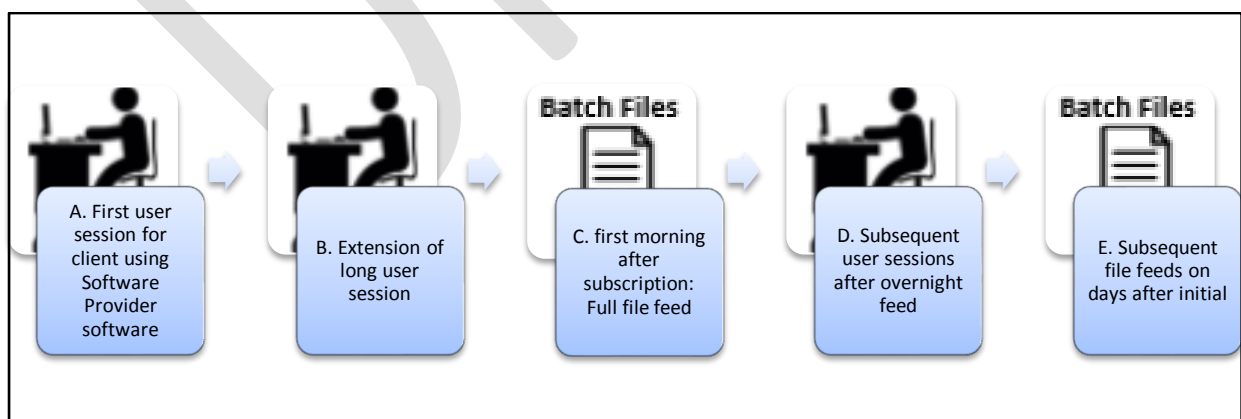 A. First user
session for
client using
Software
Provider
software
B. Extension of
long user
session
Batch Files
C. first morning
after
subscription:
Full file feed
D. Subsequent
user sessions
after overnight
feed
Batch Files
E. Subsequent
file feeds on
days after initial